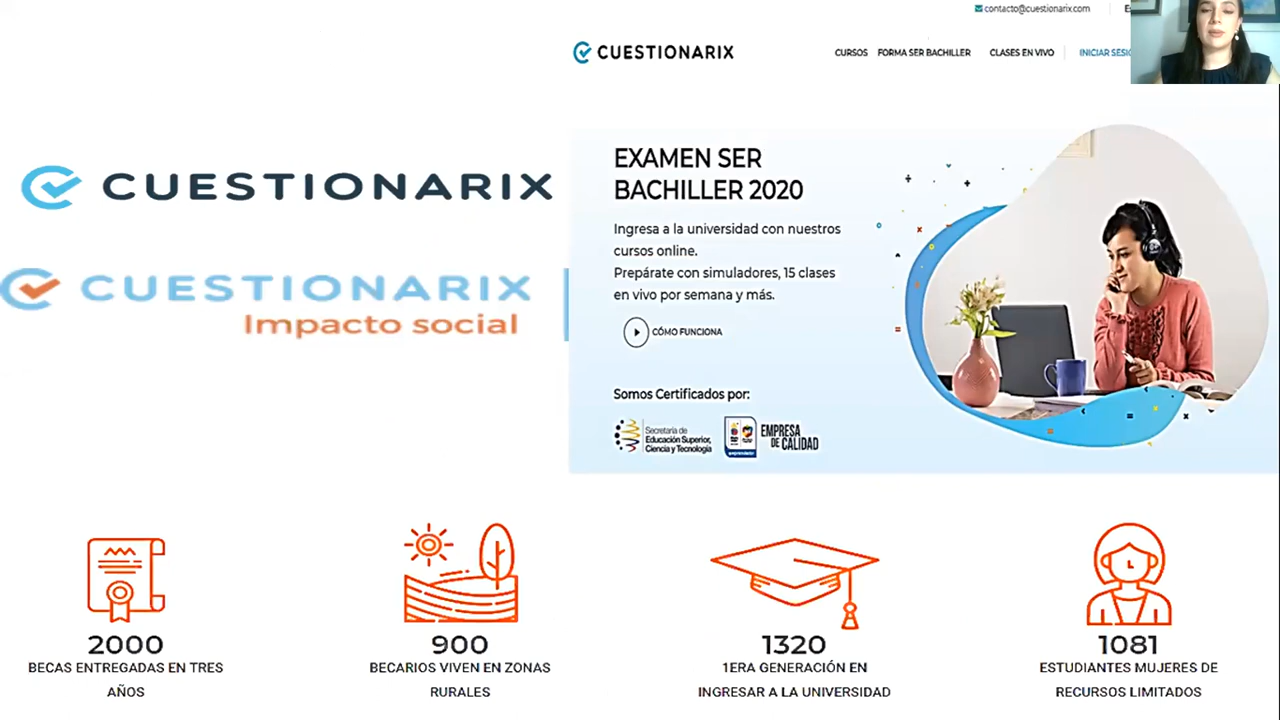 contacto@cuestionarix.com
CUESTIONARIX
CURSOS FORMA SER BACHILLER CLASES EN VIVO INICIAR SESIÓ
CUESTIONARIX
CUESTIONARIX
Impacto social
EXAMEN SER
BACHILLER 2020
Ingresa a la universidad con nuestros
cursos online.
Prepárate con simuladores, 15 clases
en vivo por semana y más.
CÓMO FUNCIONA
Somos Certificados por:
Secretaría de
Educación Superior,
Ciencia y Tecnología
EMPRESA
DE CALIDAD
2000
BECAS ENTREGADAS EN TRES
AÑOS
900
BECARIOS VIVEN EN ZONAS
RURALES
1320
1ERA GENERACIÓN EN
INGRESAR A LA UNIVERSIDAD
1081
ESTUDIANTES MUJERES DE
RECURSOS LIMITADOS